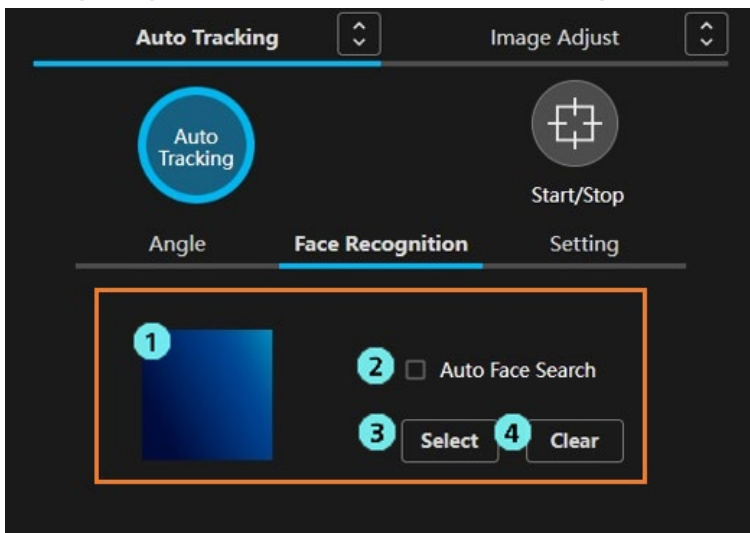 Auto Tracking
Image Adjust
Auto
Tracking
Start/Stop
Angle
Face Recognition
Setting
1
2
Auto Face Search
3
Select
4
Clear